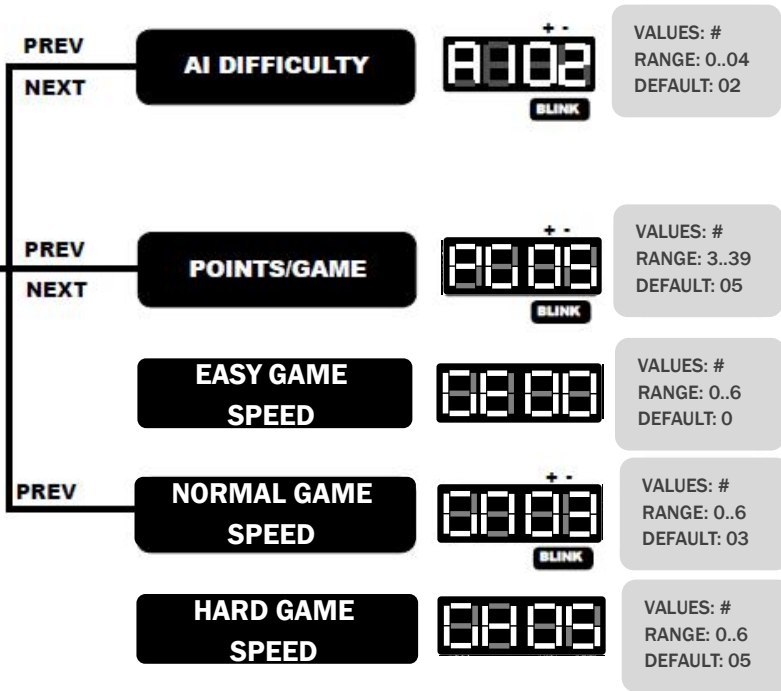 PREV
NEXT
AI DIFFICULTY
+ -
A102
BLINK
VALUES: #
RANGE: 0..04
DEFAULT: 02
PREV
NEXT
POINTS/GAME
+ -
BLINK
VALUES: #
RANGE: 3..39
DEFAULT: 05
EASY GAME
SPEED
VALUES: #
RANGE: 0..6
DEFAULT: 0
PREV
NORMAL GAME
SPEED
+ -
BLINK
VALUES: #
RANGE: 0..6
DEFAULT: 03
HARD GAME
SPEED
VALUES: #
RANGE: 0..6
DEFAULT: 05